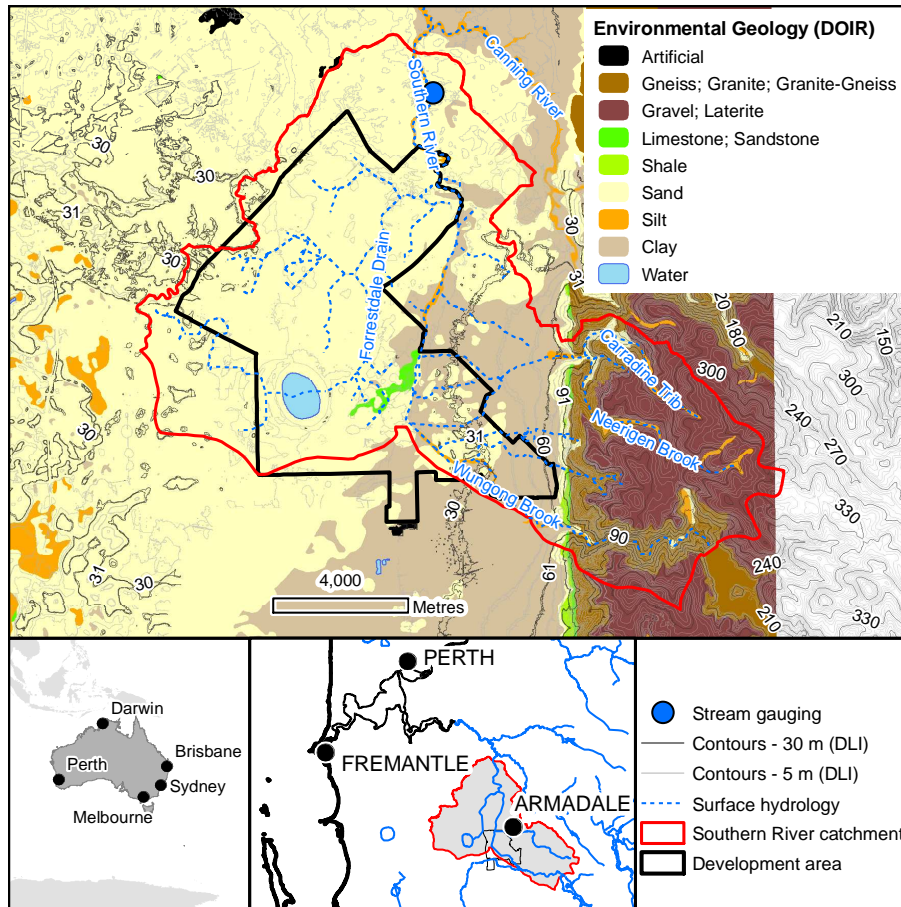 Environmental Geology (DOIR)
Artificial
Gneiss; Granite; Granite-Gneiss
Gravel; Laterite
Limestone; Sandstone
Shale
Sand
Silt
Clay
Water
Canning River
Southern River
30
30
31
30
30
31
20
180
210
150
Forrestdale Drain
Carradine Trib
300
300
91
240
Neerigen Brook
270
30
31
60
Wungong Brook
330
30
90
31
30
61
240
210
330
4,000
Metres
Darwin
Perth
Brisbane
Sydney
Melbourne
PERTH
FREMANTLE
ARMADALE
Stream gauging
Contours - 30 m (DLI)
Contours - 5 m (DLI)
Surface hydrology
Southern River catchment
Development area